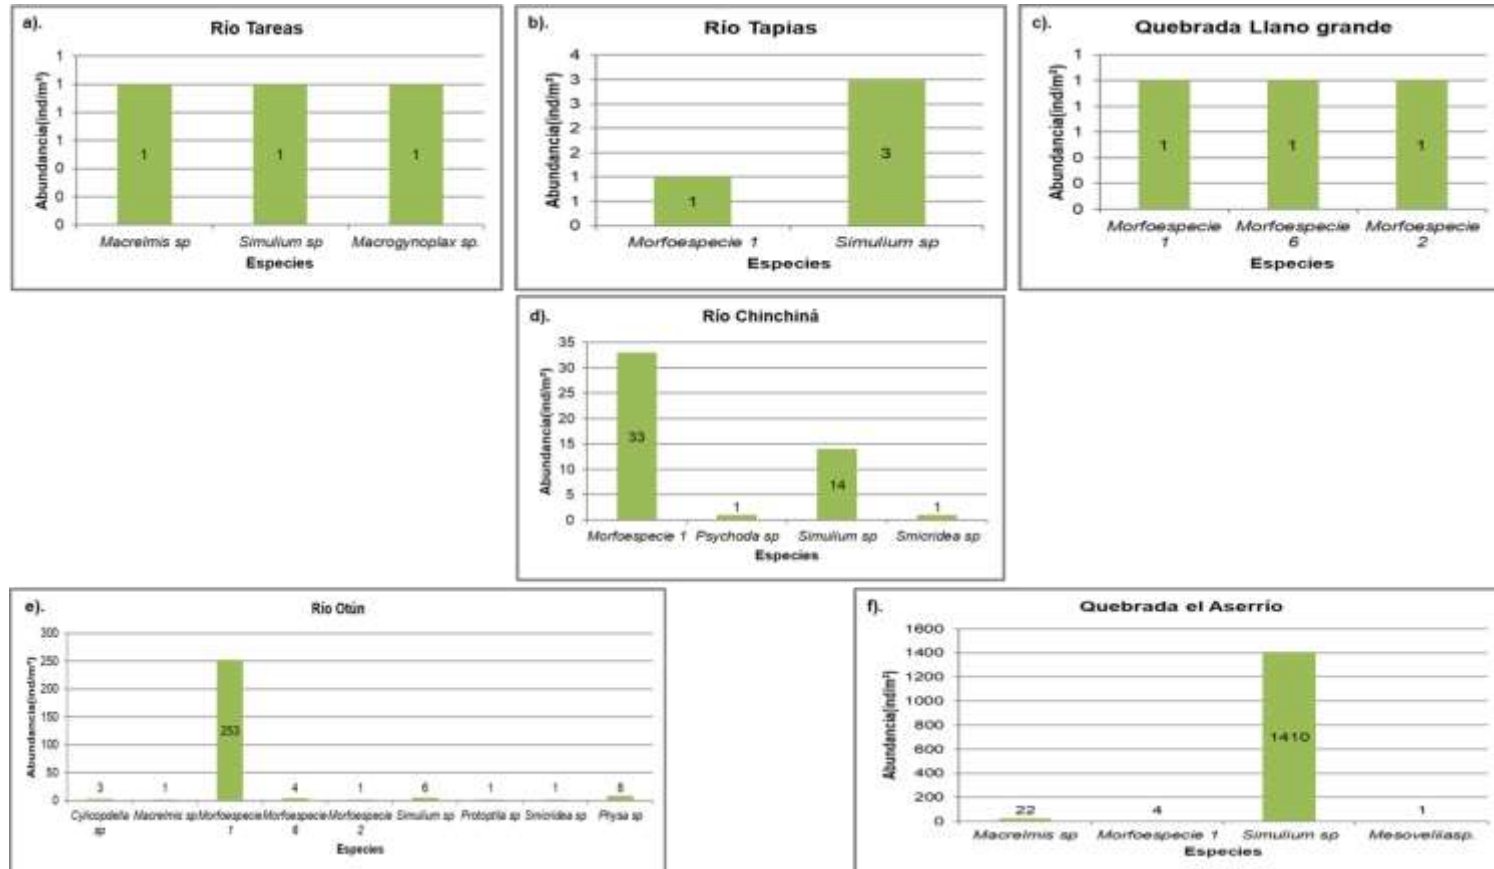 a).
Río Tareas
Abundancia(ind/m²)
1
1
1
1
0
0
0
1 1 1
Macrelmis sp Simulium sp Macrogynoplax sp.
Especies
b).
Río Tapias
Abundancia(ind/m²)
4
3
3
2
2
1
1
0
1 3
Morfoespecie 1 Simulium sp
Especies
c).
Quebrada Llano grande
Abundancia(ind/m²)
1
1
1
1
0
0
0
1 1 1
Morfoespecie Morfoespecie Morfoespecie
1 6 2
Especies
d).
Río Chinchiná
Abundancia(ind/m²)
35
30
25
20
15
10
5
0
33 1 14 1
Morfoespecie 1 Psychoda sp Simulium sp Smicridea sp
Especies
e).
Río Otún
Abundancia(ind/m²)
300
250
200
150
100
50
0
3 1 253 4 1 6 1 1
Macrelmis sp Morfoespecie Morfoespecie Morfoespecie Simulium sp Protoptila sp Smicridea sp Physa sp
sp 1 2
Especies
f).
Quebrada el Aserrío
Abundancia(ind/m²)
1600
1400
1200
1000
800
600
400
200
0
22 4 1410 1
Macrelmis sp Morfoespecie 1 Simulium sp Mesoveliiasp.
Especies